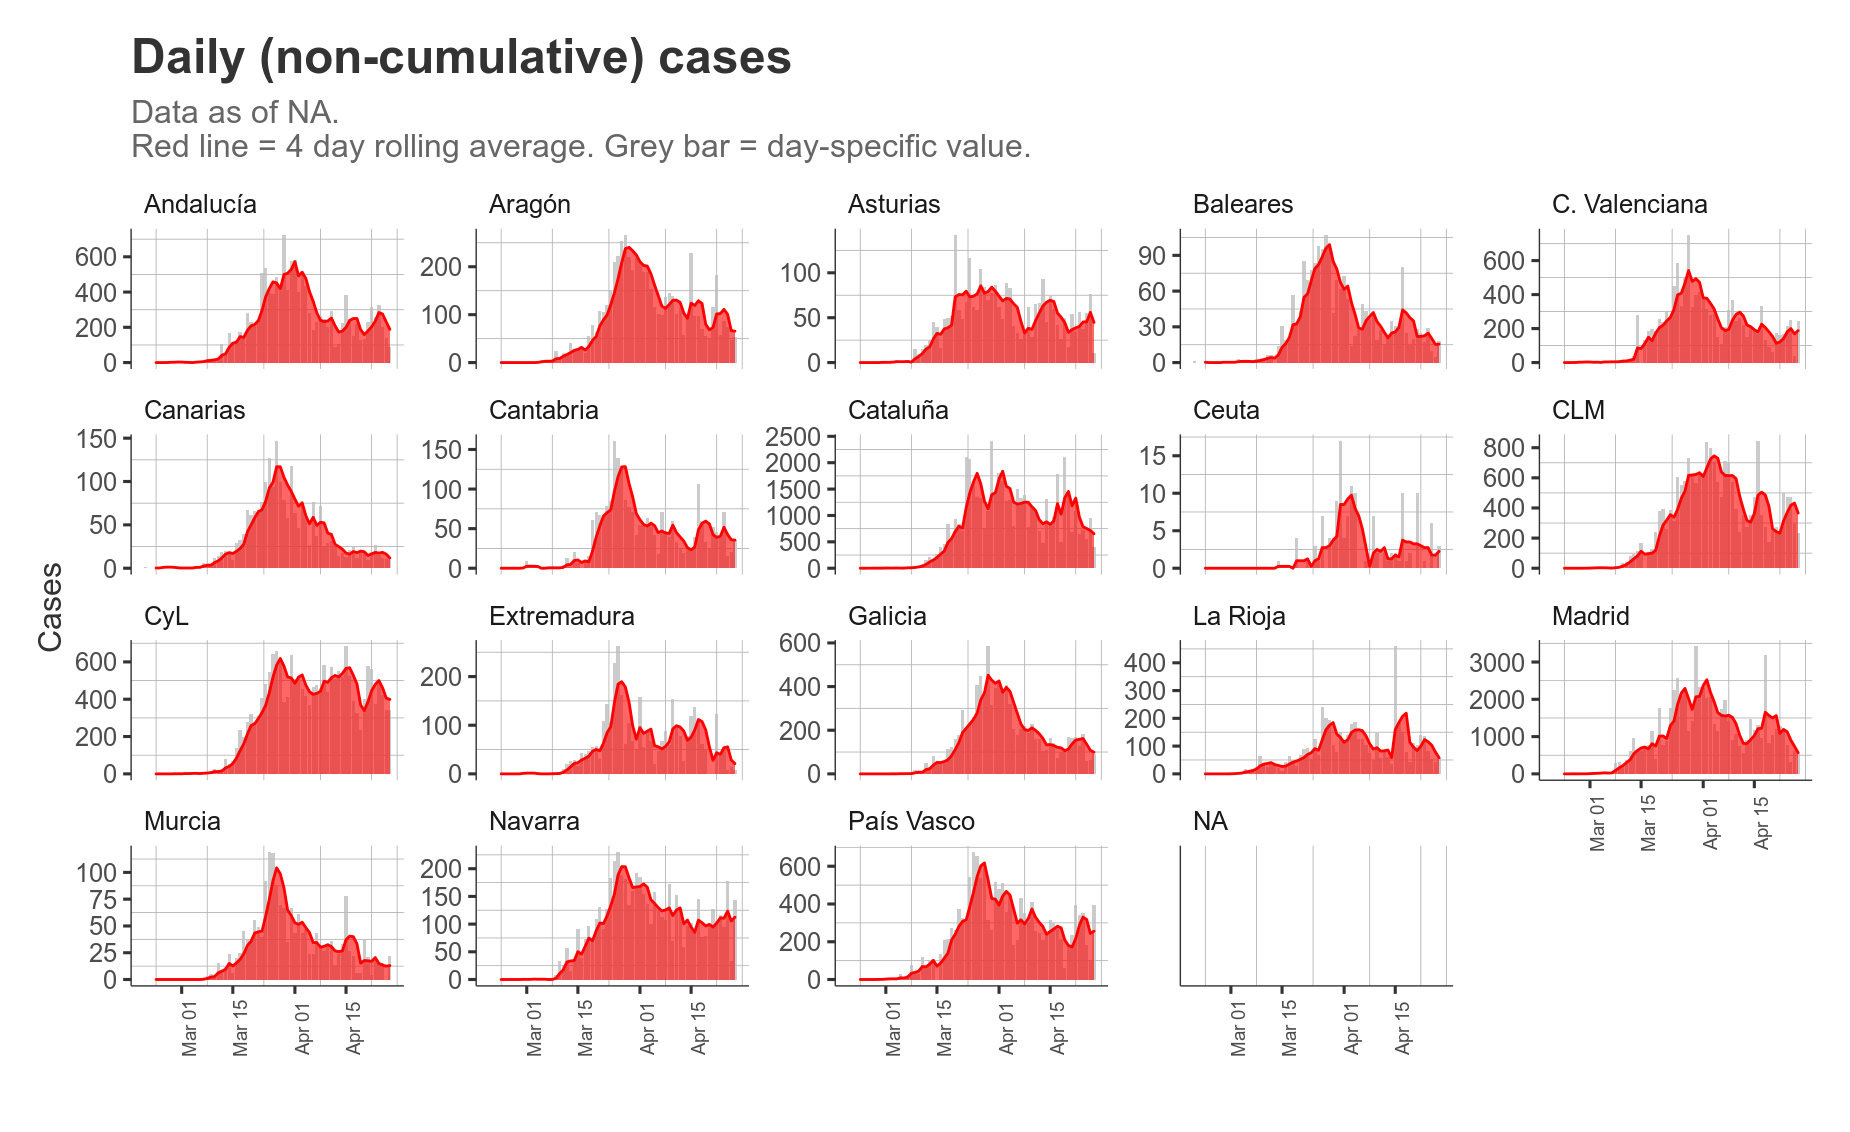 Daily (non-cumulative) cases
Data as of NA.
Red line = 4 day rolling average. Grey bar = day-specific value.
Cases
Andalucía
600
400
200
0
Aragón
200
100
0
Asturias
100
50
0
Baleares
90
60
30
0
C. Valenciana
600
400
200
0
Canarias
150
100
50
0
Cantabria
150
100
50
0
Cataluña
2500
2000
1500
1000
500
0
Ceuta
15
10
5
0
CLM
800
600
400
200
0
CyL
600
400
200
0
Extremadura
200
100
0
Galicia
600
400
200
0
La Rioja
400
300
200
100
0
Madrid
3000
2000
1000
0
Mar 01
Mar 15
Apr 01
Apr 15
Murcia
100
75
50
25
0
Mar 01
Mar 15
Apr 01
Apr 15
Navarra
200
150
100
50
0
Mar 01
Mar 15
Apr 01
Apr 15
País Vasco
600
400
200
0
Mar 01
Mar 15
Apr 01
Apr 15
NA
Mar 01
Mar 15
Apr 01
Apr 15